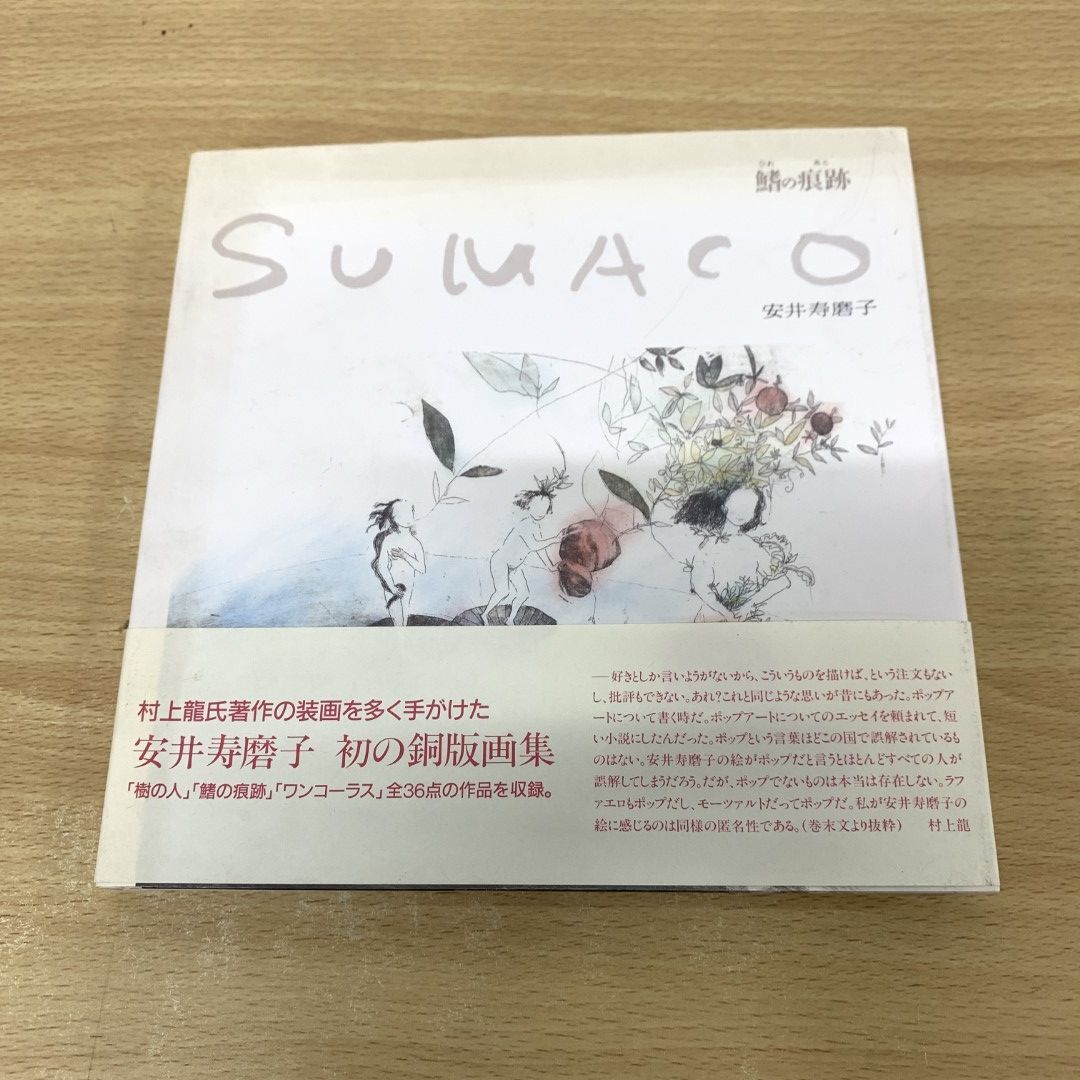 ひれ あと
鰭の痕跡
SUMACO
安井寿磨子
村上龍氏著作の装画を多く手がけた
安井寿磨子 初の銅版画集
「樹の人」「鰭の痕跡」「ワンコーラス」全36点の作品を収録。
──好きとしか言いようがないから、こういうものを描けば、という注文もない
し、批評もできない。あれ?これと同じような思いが昔にもあった。ポップア
ートについて書く時だ。ポップアートについてのエッセイを頼まれて、短
い小説にしたんだった。ポップという言葉はどこの国で誤解されているも
のはない。安井寿磨子の絵がポップだと言うとほとんどすべての人が
誤解してしまうだろう。だが、ポップでないものは本当は存在しない。ラフ
ァエロもポップだし、モーツァルトだってポップだ。私が安井寿磨子の
絵に感じるのは同様の匿名性である。(巻末文より抜粋) 村上龍